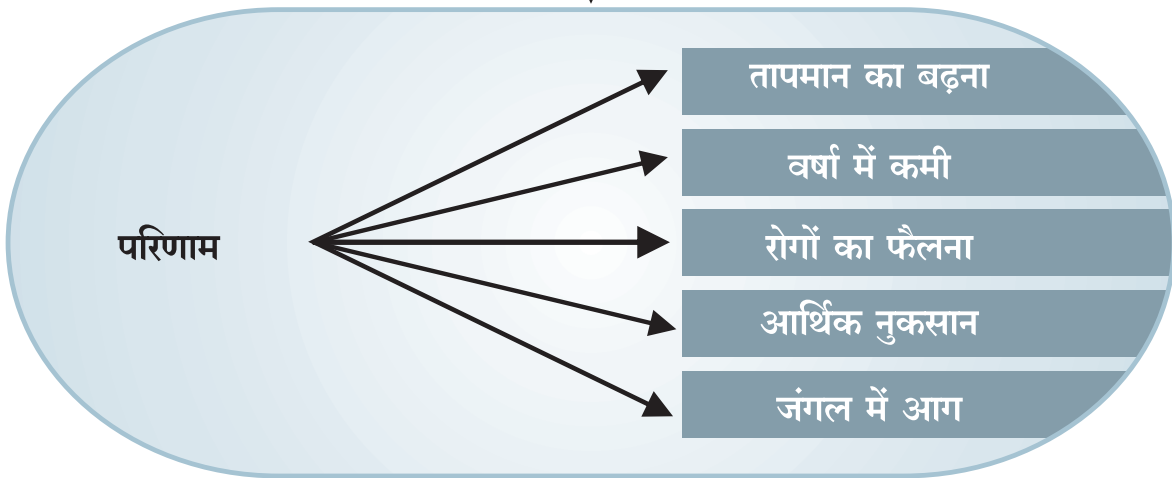 परिणाम
तापमान का बढ़ना
वर्षा में कमी
रोगों का फैलना
आर्थिक नुकसान
जंगल में आग